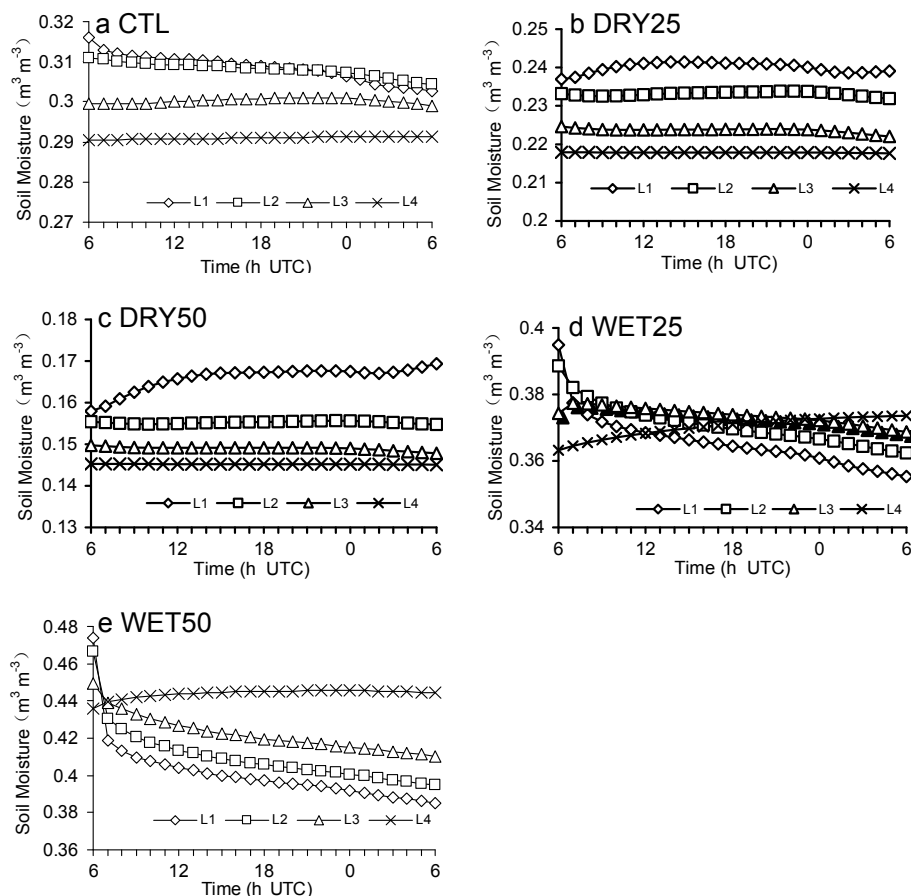 a CTL
Soil Moisture (m³ m⁻³)
0.32
0.31
0.3
0.29
0.28
0.27
L1 L2 L3 L4
6 12 18 0 6
Time (h UTC)
b DRY25
Soil Moisture (m³ m⁻³)
0.25
0.24
0.23
0.22
0.21
0.2
L1 L2 L3 L4
6 12 18 0 6
Time (h UTC)
c DRY50
Soil Moisture (m³ m⁻³)
0.18
0.17
0.16
0.15
0.14
0.13
L1 L2 L3 L4
6 12 18 0 6
Time (h UTC)
d WET25
Soil Moisture (m³ m⁻³)
0.4
0.38
0.36
0.34
L1 L2 L3 L4
6 12 18 0 6
Time (h UTC)
e WET50
Soil Moisture (m³ m⁻³)
0.48
0.46
0.44
0.42
0.4
0.38
0.36
L1 L2 L3 L4
6 12 18 0 6
Time (h UTC)